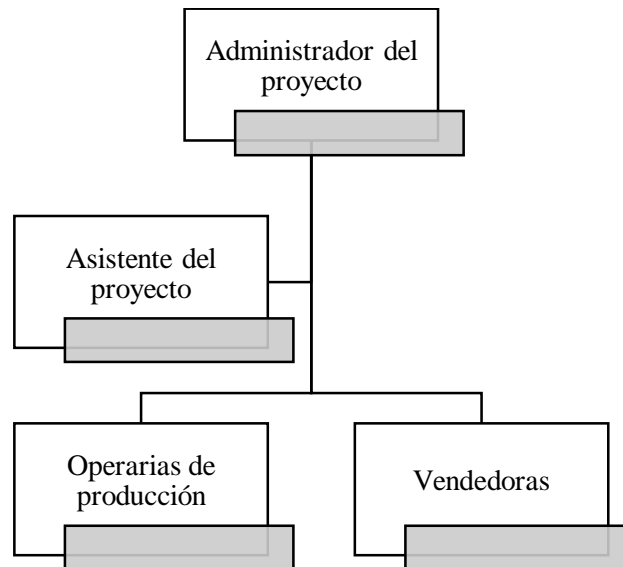 Administrador del
proyecto
Asistente del
proyecto
Operarias de
producción
Vendedoras